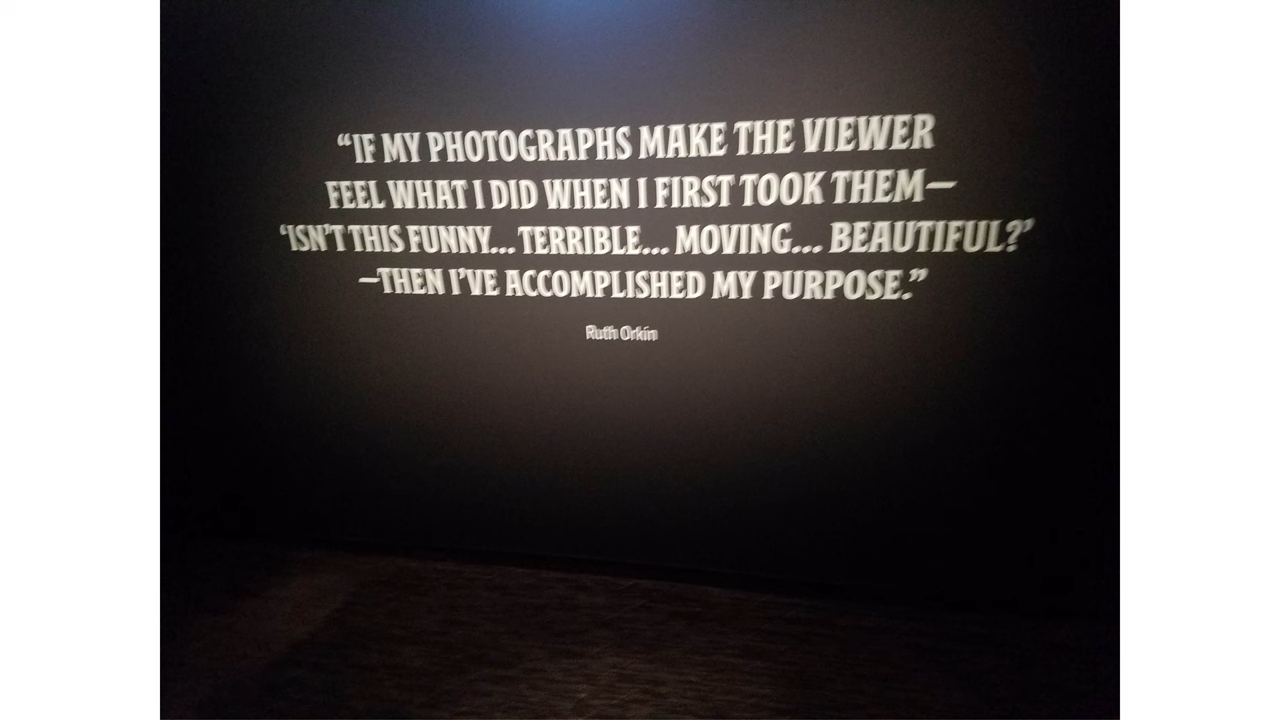 “IF MY PHOTOGRAPHS MAKE THE VIEWER
FEEL WHAT I DID WHEN I FIRST TOOK THEM—
‘ISN’T THIS FUNNY... TERRIBLE... MOVING... BEAUTIFUL?’
—THEN I’VE ACCOMPLISHED MY PURPOSE.”
Ruth Orkin